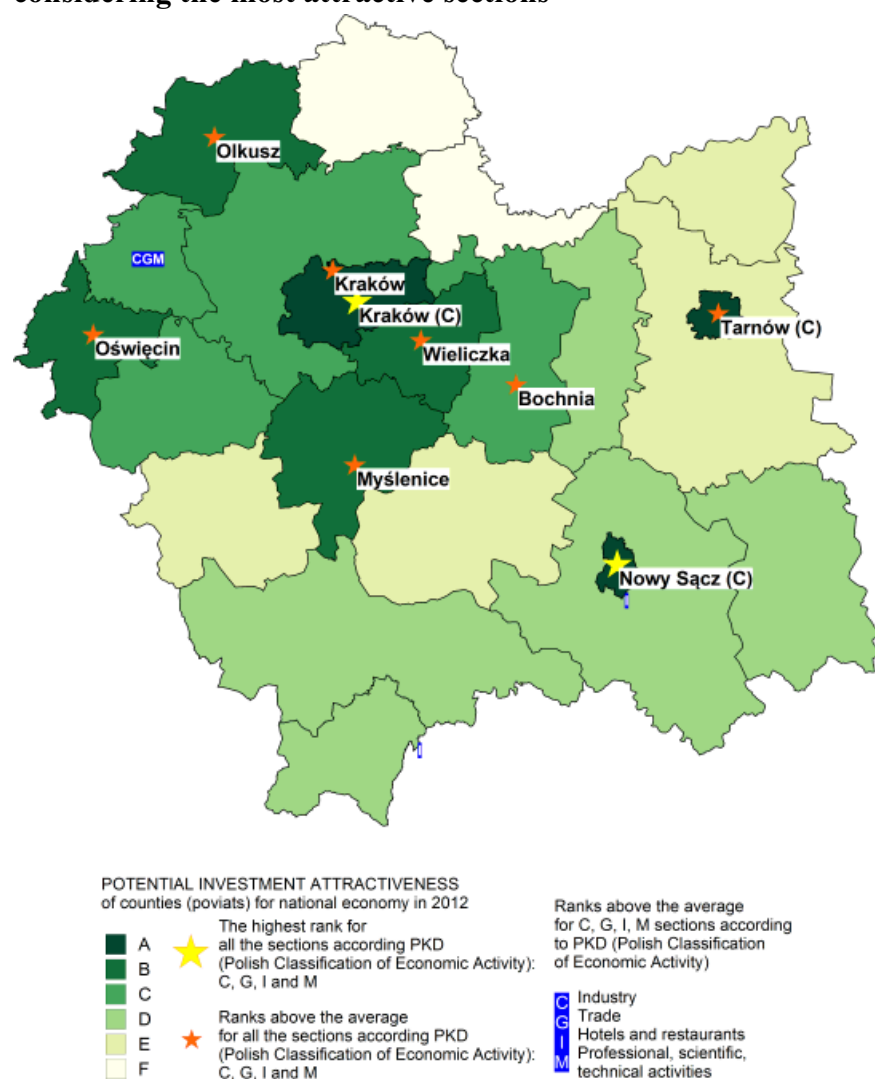 considering the most attractive sections
Olkusz
CGM
Kraków
Kraków (C)
Oświęcin
Wieliczka
Tarnów (C)
Bochnia
Myślenice
Nowy Sącz (C)
I
I
POTENTIAL INVESTMENT ATTRACTIVENESS
of counties (poviats) for national economy in 2012
A
B
C
D
E
F
The highest rank for
all the sections according PKD
(Polish Classification of Economic Activity):
C, G, I and M
Ranks above the average
for all the sections according PKD
(Polish Classification of Economic Activity):
C, G, I and M
Ranks above the average
for C, G, I, M sections according
to PKD (Polish Classification
of Economic Activity)
C Industry
G Trade
I Hotels and restaurants
M Professional, scientific,
technical activities